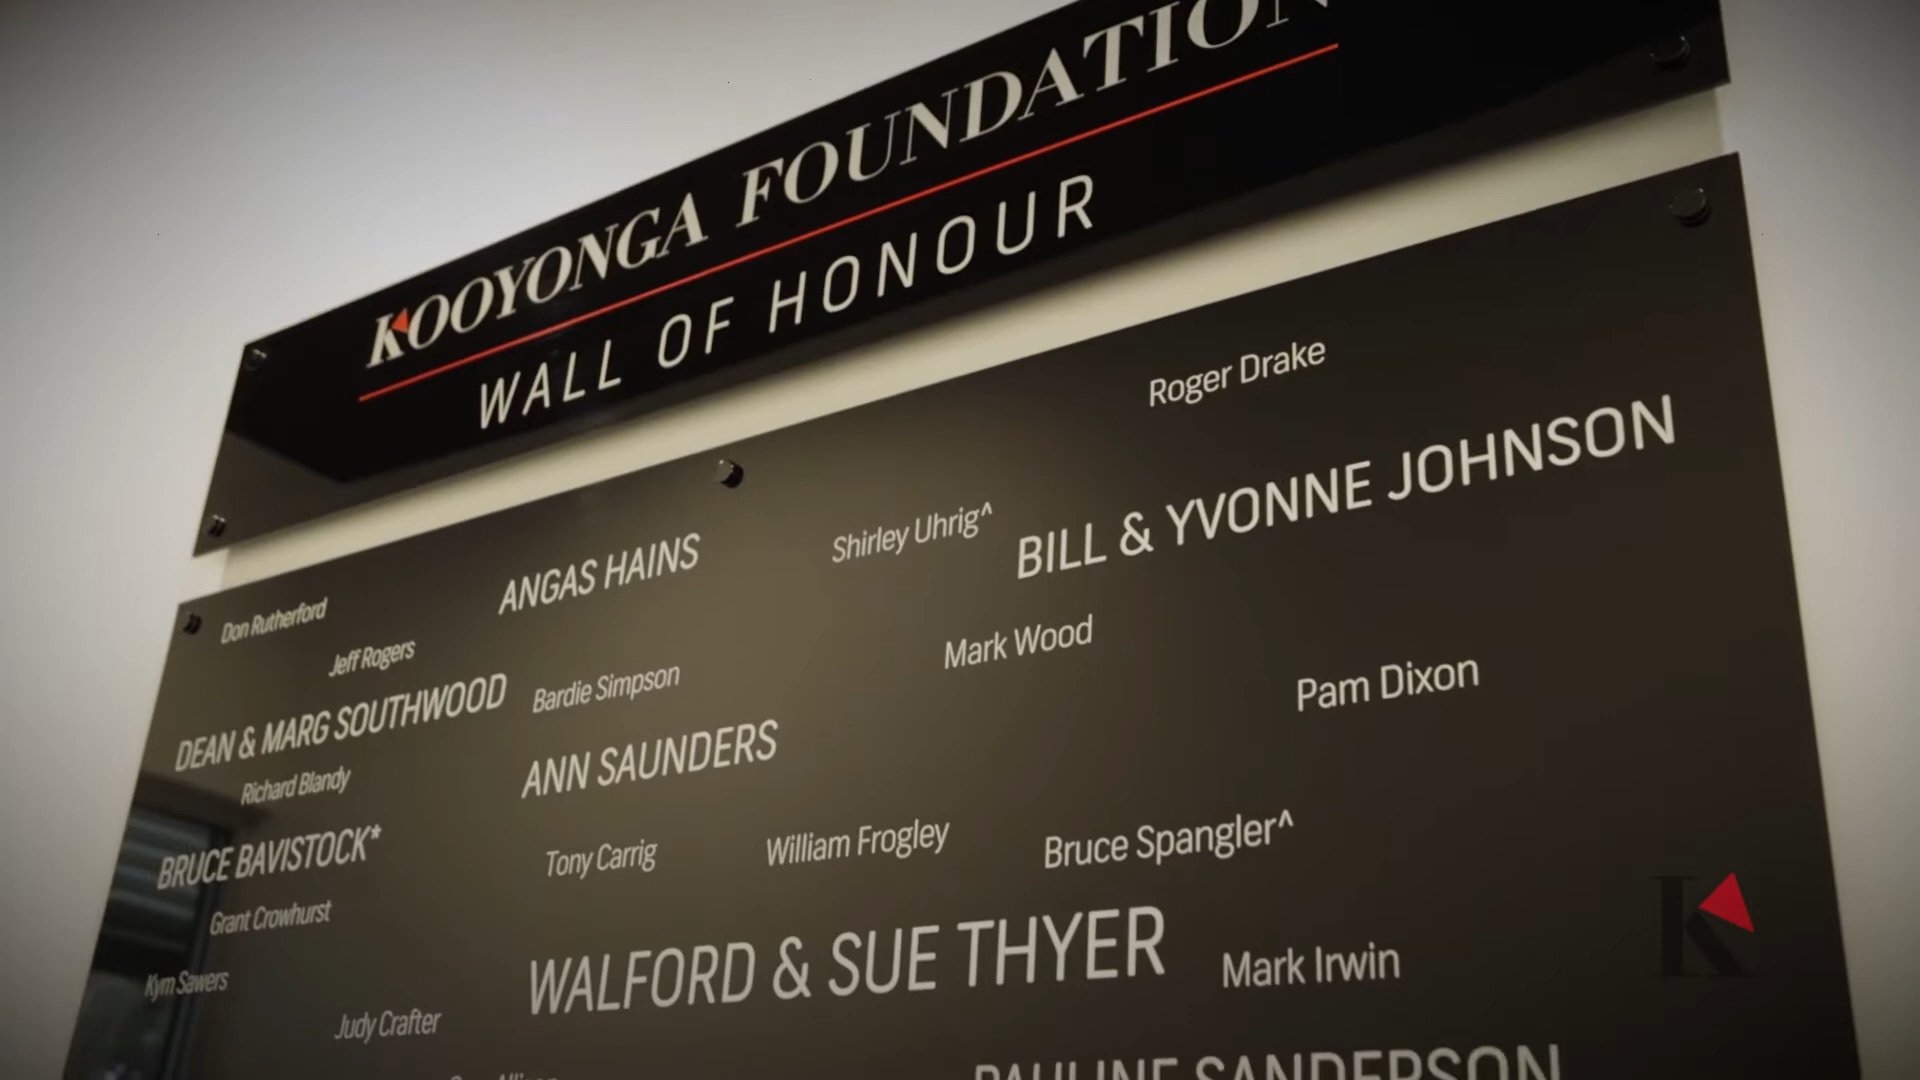 KOOYONGA FOUNDATION
WALL OF HONOUR
Roger Drake
BILL & YVONNE JOHNSON
Shirley Uhrig^
ANGAS HAINS
Don Rutherford
Jeff Rogers
Mark Wood
Pam Dixon
Bardie Simpson
DEAN & MARG SOUTHWOOD
ANN SAUNDERS
Richard Blandy
BRUCE BAVISTOCK*
Tony Carrig
William Frogley
Bruce Spangler^
Grant Crowhurst
WALFORD & SUE THYER
Mark Irwin
Kym Sawers
Judy Crafter
PAULINE SANDERSON
K